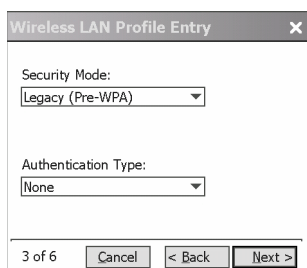 Wireless LAN Profile Entry
Security Mode:
Legacy (Pre-WPA)
Authentication Type:
None
3 of 6 Cancel < Back Next >